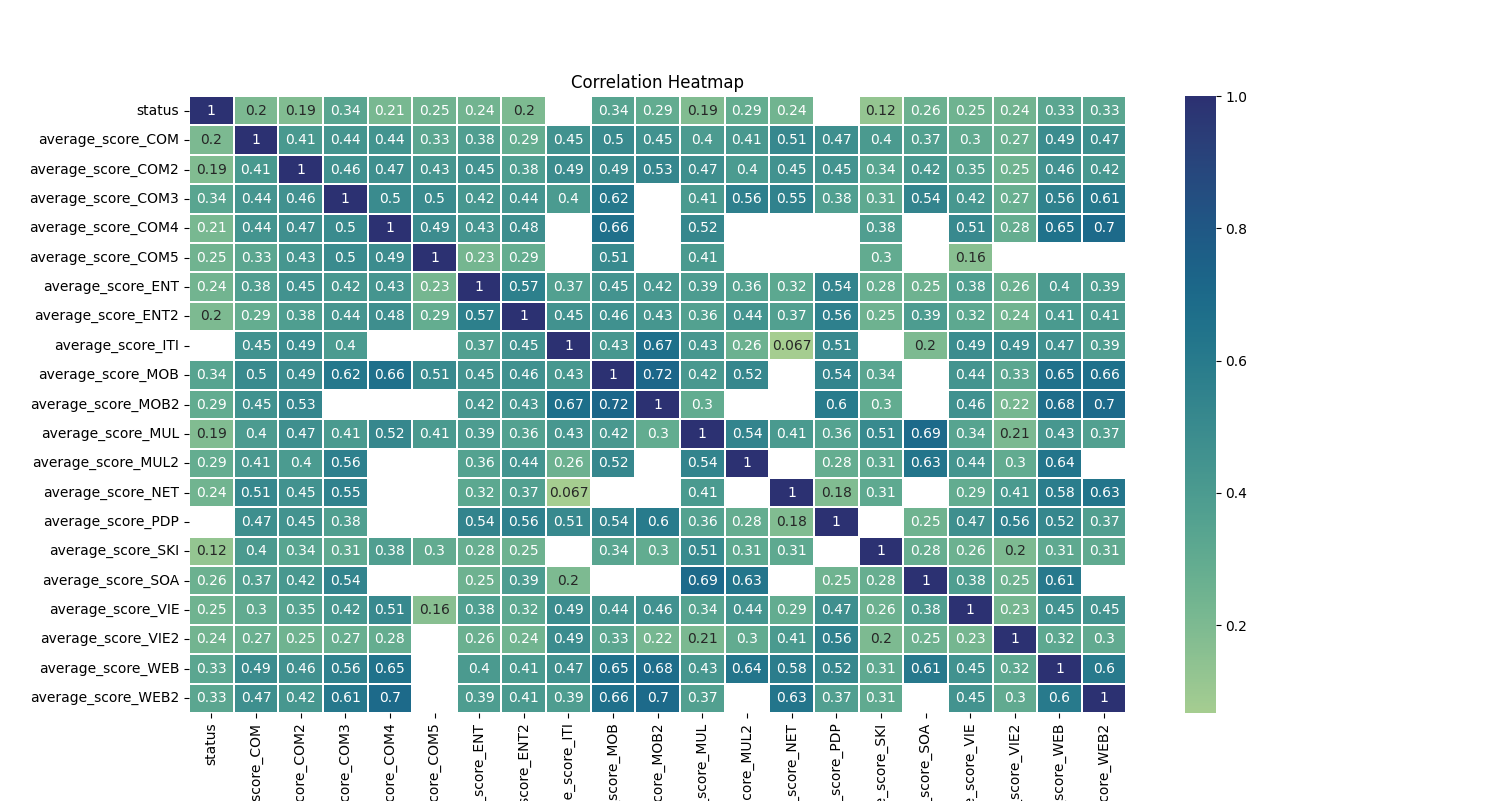 Correlation Heatmap
status 1 0.2 0.19 0.34 0.21 0.25 0.24 0.2 0.34 0.29 0.19 0.29 0.24 0.12 0.26 0.25 0.24 0.33 0.33
average_score_COM 0.2 1 0.41 0.44 0.44 0.33 0.38 0.29 0.45 0.5 0.45 0.4 0.41 0.51 0.47 0.4 0.37 0.3 0.27 0.49 0.47
average_score_COM2 0.19 0.41 1 0.46 0.47 0.43 0.45 0.38 0.49 0.49 0.53 0.47 0.4 0.45 0.45 0.34 0.42 0.35 0.25 0.46 0.42
average_score_COM3 0.34 0.44 0.46 1 0.5 0.5 0.42 0.44 0.4 0.62 0.41 0.56 0.55 0.38 0.31 0.54 0.42 0.27 0.56 0.61
average_score_COM4 0.21 0.44 0.47 0.5 1 0.49 0.43 0.48 0.66 0.52 0.38 0.51 0.28 0.65 0.7
average_score_COM5 0.25 0.33 0.43 0.5 0.49 1 0.23 0.29 0.51 0.41 0.3 0.16
average_score_ENT 0.24 0.38 0.45 0.42 0.43 0.23 1 0.57 0.37 0.45 0.42 0.39 0.36 0.32 0.54 0.28 0.25 0.38 0.26 0.4 0.39
average_score_ENT2 0.2 0.29 0.38 0.44 0.48 0.29 0.57 1 0.45 0.46 0.43 0.36 0.44 0.37 0.56 0.25 0.39 0.32 0.24 0.41 0.41
average_score_ITI 0.45 0.49 0.4 0.37 0.45 1 0.43 0.67 0.43 0.26 0.067 0.51 0.2 0.49 0.49 0.47 0.39
average_score_MOB 0.34 0.5 0.49 0.62 0.66 0.51 0.45 0.46 0.43 1 0.72 0.42 0.52 0.54 0.34 0.44 0.33 0.65 0.66
average_score_MOB2 0.29 0.45 0.53 0.42 0.43 0.67 0.72 1 0.3 0.6 0.3 0.46 0.22 0.68 0.7
average_score_MUL 0.19 0.4 0.47 0.41 0.52 0.41 0.39 0.36 0.43 0.42 0.3 1 0.54 0.41 0.36 0.51 0.69 0.34 0.21 0.43 0.37
average_score_MUL2 0.29 0.41 0.4 0.56 0.36 0.44 0.26 0.52 0.54 1 0.28 0.31 0.63 0.44 0.3 0.64
average_score_NET 0.24 0.51 0.45 0.55 0.32 0.37 0.067 0.41 1 0.18 0.31 0.29 0.41 0.58 0.63
average_score_PDP 0.47 0.45 0.38 0.54 0.56 0.51 0.54 0.6 0.36 0.28 0.18 1 0.25 0.47 0.56 0.52 0.37
average_score_SKI 0.12 0.4 0.34 0.31 0.38 0.3 0.28 0.25 0.34 0.3 0.51 0.31 0.31 1 0.28 0.26 0.2 0.31 0.31
average_score_SOA 0.26 0.37 0.42 0.54 0.25 0.39 0.2 0.69 0.63 0.25 0.28 1 0.38 0.25 0.61
average_score_VIE 0.25 0.3 0.35 0.42 0.51 0.16 0.38 0.32 0.49 0.44 0.46 0.34 0.44 0.29 0.47 0.26 0.38 1 0.23 0.45 0.45
average_score_VIE2 0.24 0.27 0.25 0.27 0.28 0.26 0.24 0.49 0.33 0.22 0.21 0.3 0.41 0.56 0.2 0.25 0.23 1 0.32 0.3
average_score_WEB 0.33 0.49 0.46 0.56 0.65 0.4 0.41 0.47 0.65 0.68 0.43 0.64 0.58 0.52 0.31 0.61 0.45 0.32 1 0.6
average_score_WEB2 0.33 0.47 0.42 0.61 0.7 0.39 0.41 0.39 0.66 0.7 0.37 0.63 0.37 0.31 0.45 0.3 0.6 1
status
score_COM
core_COM2
core_COM3
core_COM4
core_COM5
_score_ENT
score_ENT2
e_score_ITI
score_MOB
core_MOB2
_score_MUL
core_MUL2
_score_NET
_score_PDP
e_score_SKI
_score_SOA
e_score_VIE
_score_VIE2
_score_WEB
core_WEB2
1.0
0.8
0.6
0.4
0.2